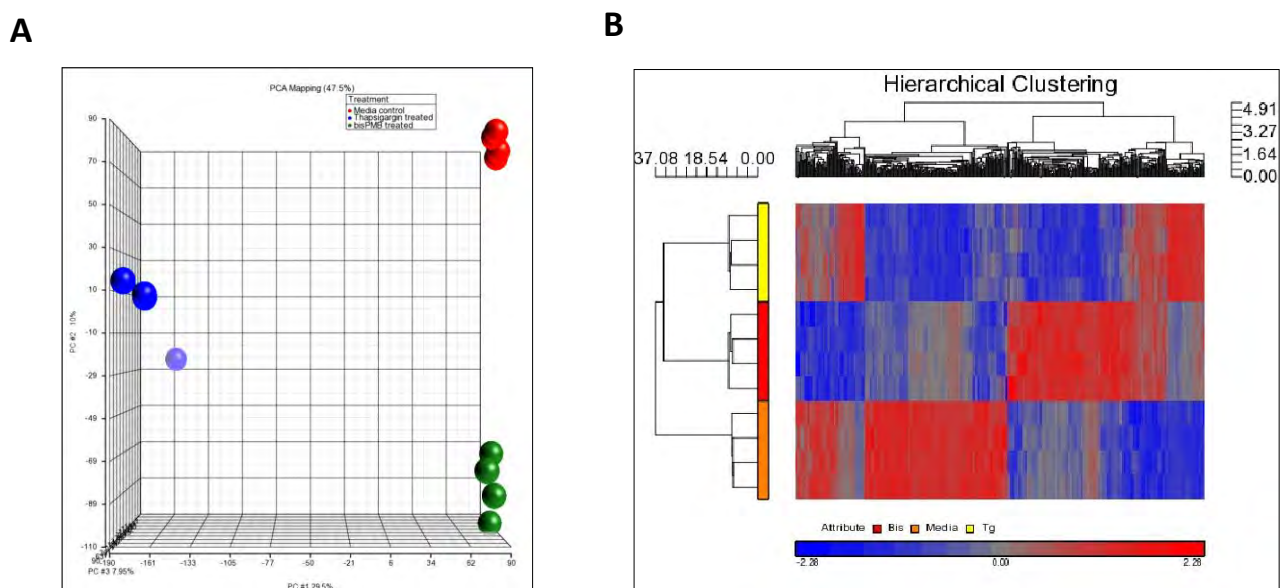 A
PCA Mapping (47.5%)
Treatment
Media control
Thapsigargin treated
bisPMB treated
90
70
50
30
10
-10
-29
-49
-69
-89
-110
PC #2 10%
-190
-161
-133
-105
-77
-50
-21
6
34
62
90
PC #3 7.95%
PC #1 29.5%
B
Hierarchical Clustering
4.91
3.27
1.64
0.00
37.08 18.54 0.00
Attribute Bis Media Tg
-2.28 0.00 2.28